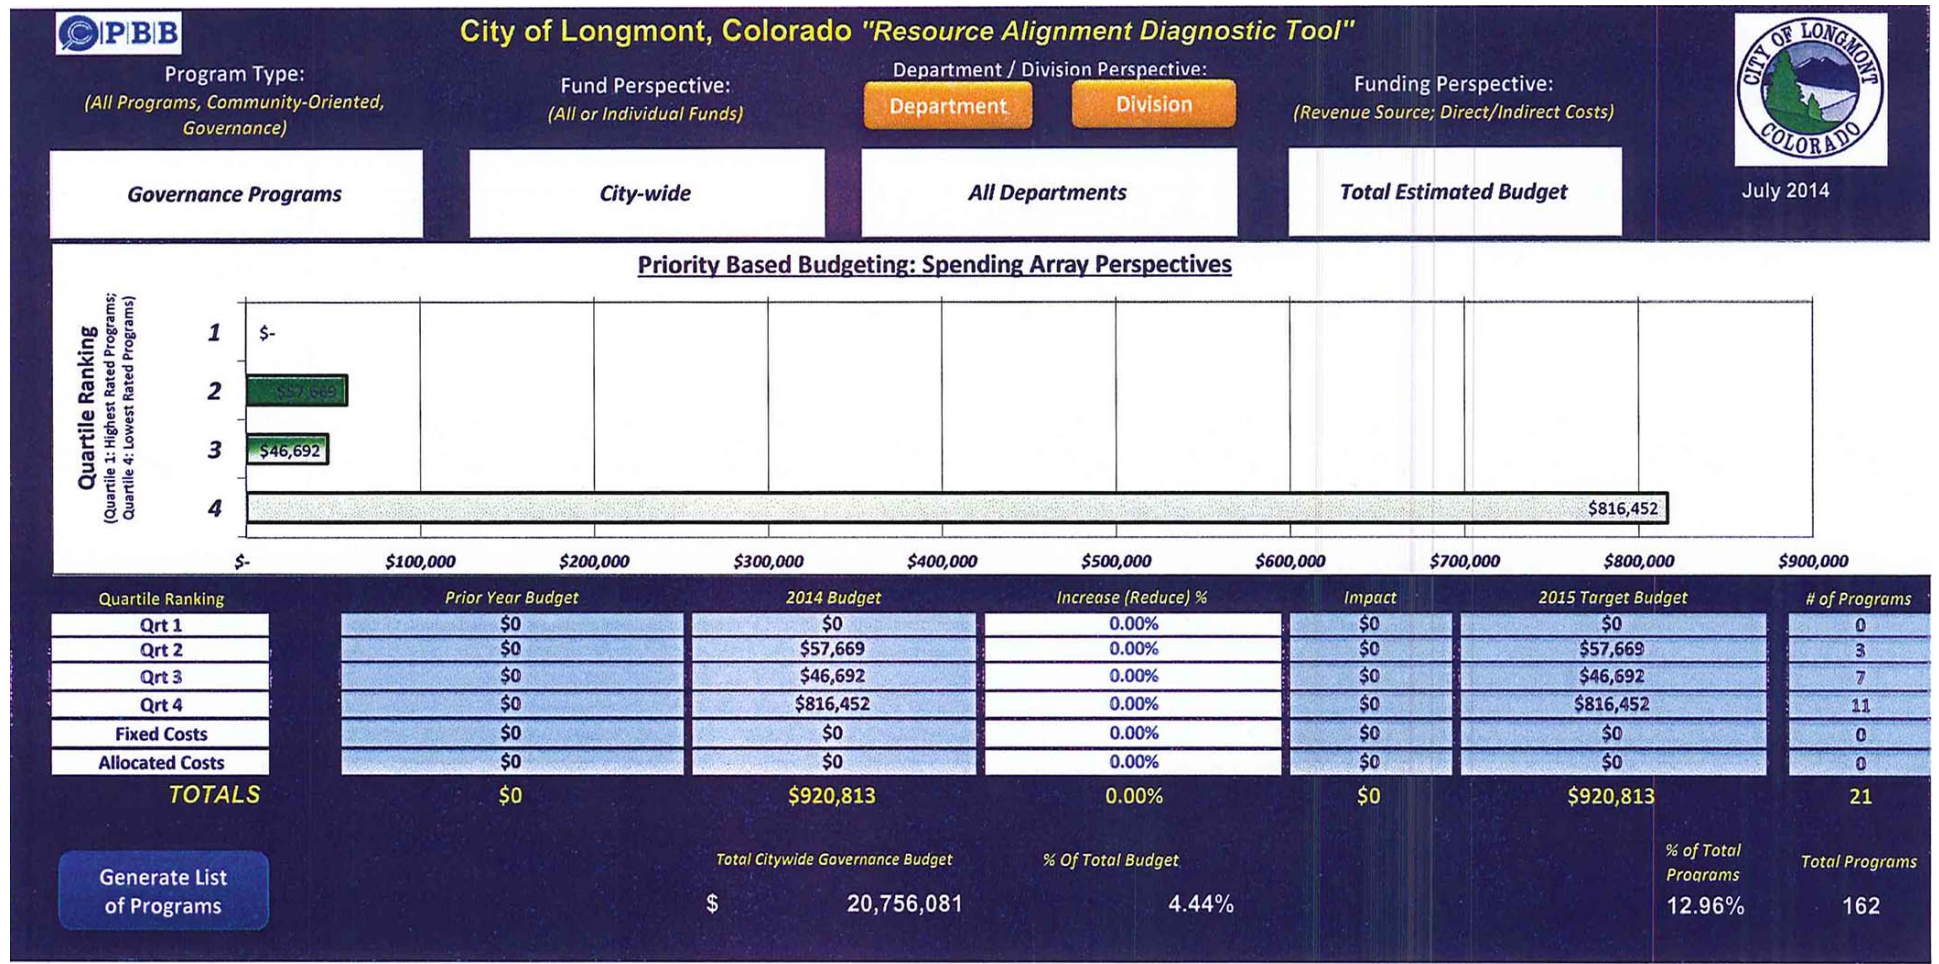 PBB
City of Longmont, Colorado "Resource Alignment Diagnostic Tool"
CITY OF LONGMONT
COLORADO
July 2014
Program Type:
(All Programs, Community-Oriented,
Governance)
Fund Perspective:
(All or Individual Funds)
Department / Division Perspective:
Department Division
Funding Perspective:
(Revenue Source; Direct/Indirect Costs)
Governance Programs City-wide All Departments Total Estimated Budget
Priority Based Budgeting: Spending Array Perspectives
Quartile Ranking
(Quartile 1: Highest Rated Programs;
Quartile 4: Lowest Rated Programs)
1 $-
2 $57,669
3 $46,692
4 $816,452
$- $100,000 $200,000 $300,000 $400,000 $500,000 $600,000 $700,000 $800,000 $900,000
Quartile Ranking Prior Year Budget 2014 Budget Increase (Reduce) % Impact 2015 Target Budget # of Programs
Qrt 1 $0 $0 0.00% $0 $0 0
Qrt 2 $0 $57,669 0.00% $0 $57,669 3
Qrt 3 $0 $46,692 0.00% $0 $46,692 7
Qrt 4 $0 $816,452 0.00% $0 $816,452 11
Fixed Costs $0 $0 0.00% $0 $0 0
Allocated Costs $0 $0 0.00% $0 $0 0
TOTALS $0 $920,813 0.00% $0 $920,813 21
Generate List
of Programs
Total Citywide Governance Budget % Of Total Budget % of Total
Programs Total Programs
$ 20,756,081 4.44% 12.96% 162